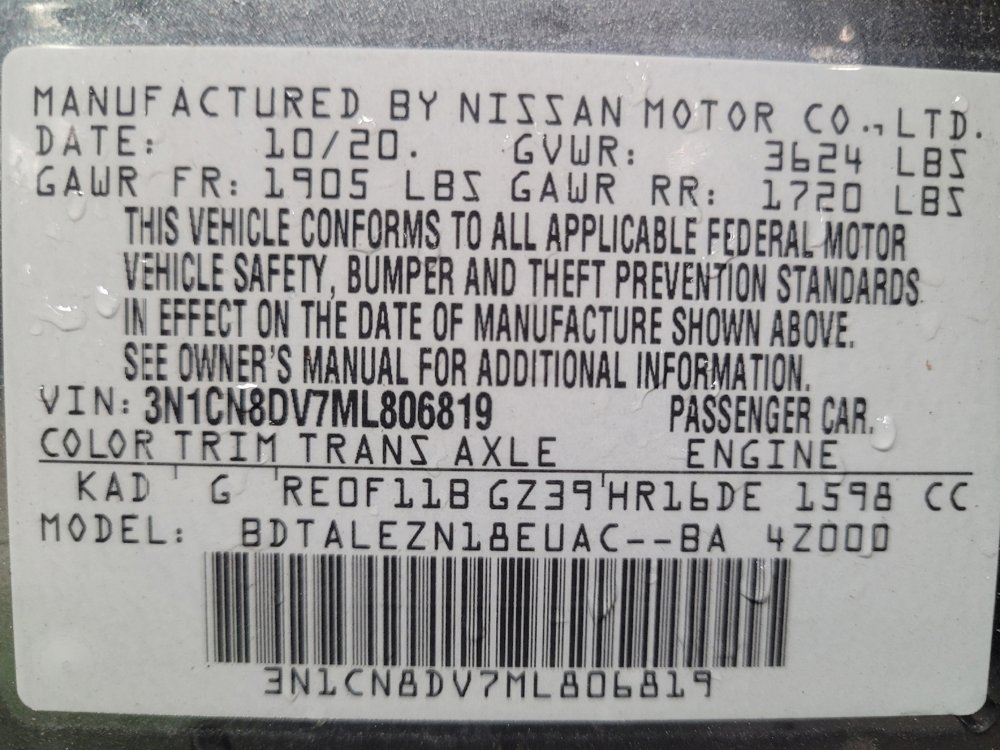 MANUFACTURED BY NISSAN MOTOR CO., LTD.
DATE: 10/20. GVWR: 3624 LBS
GAWR FR: 1905 LBS GAWR RR: 1720 LBS
THIS VEHICLE CONFORMS TO ALL APPLICABLE FEDERAL MOTOR
VEHICLE SAFETY, BUMPER AND THEFT PREVENTION STANDARDS
IN EFFECT ON THE DATE OF MANUFACTURE SHOWN ABOVE.
SEE OWNER'S MANUAL FOR ADDITIONAL INFORMATION.
VIN: 3N1CN8DV7ML806819 PASSENGER CAR.
COLOR TRIM TRANS AXLE ENGINE
KAD G RE0F11B GZ39 HR16DE 1598 CC
MODEL: BDTALEZN18EUAC--BA 4Z000
3N1CN8DV7ML806819